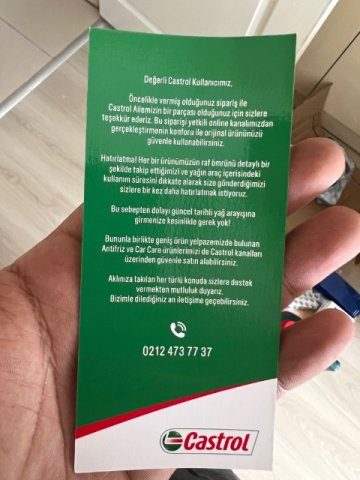 Değerli Castrol Kullanıcımız,
Öncelikle vermiş olduğunuz sipariş ile
Castrol Ailemizin bir parçası olduğunuz için sizlere
teşekkür ederiz. Bu siparişi yetkili online kanalımızdan
gerçekleştirmenin konforu ile orijinal ürününüzü
güvenle kullanabilirsiniz.
Hatırlatma! Her bir ürünümüzün raf ömrünü detaylı bir
şekilde takip ettiğimizi ve yağın araç içerisindeki
kullanım süresini dikkate alarak size gönderdiğimizi
sizlere bir kez daha hatırlatmak istiyoruz.
Bu sebepten dolayı güncel tarihli yağ arayışına
girmenize kesinlikle gerek yok!
Bununla birlikte geniş ürün yelpazemizde bulunan
Antifriz ve Car Care ürünlerimizi de Castrol kanalları
üzerinden güvenle satın alabilirsiniz.
Aklınıza takılan her türlü konuda sizlere destek
vermekten mutluluk duyarız.
Bizimle dilediğiniz an iletişime geçebilirsiniz.
0212 473 77 37
Castrol